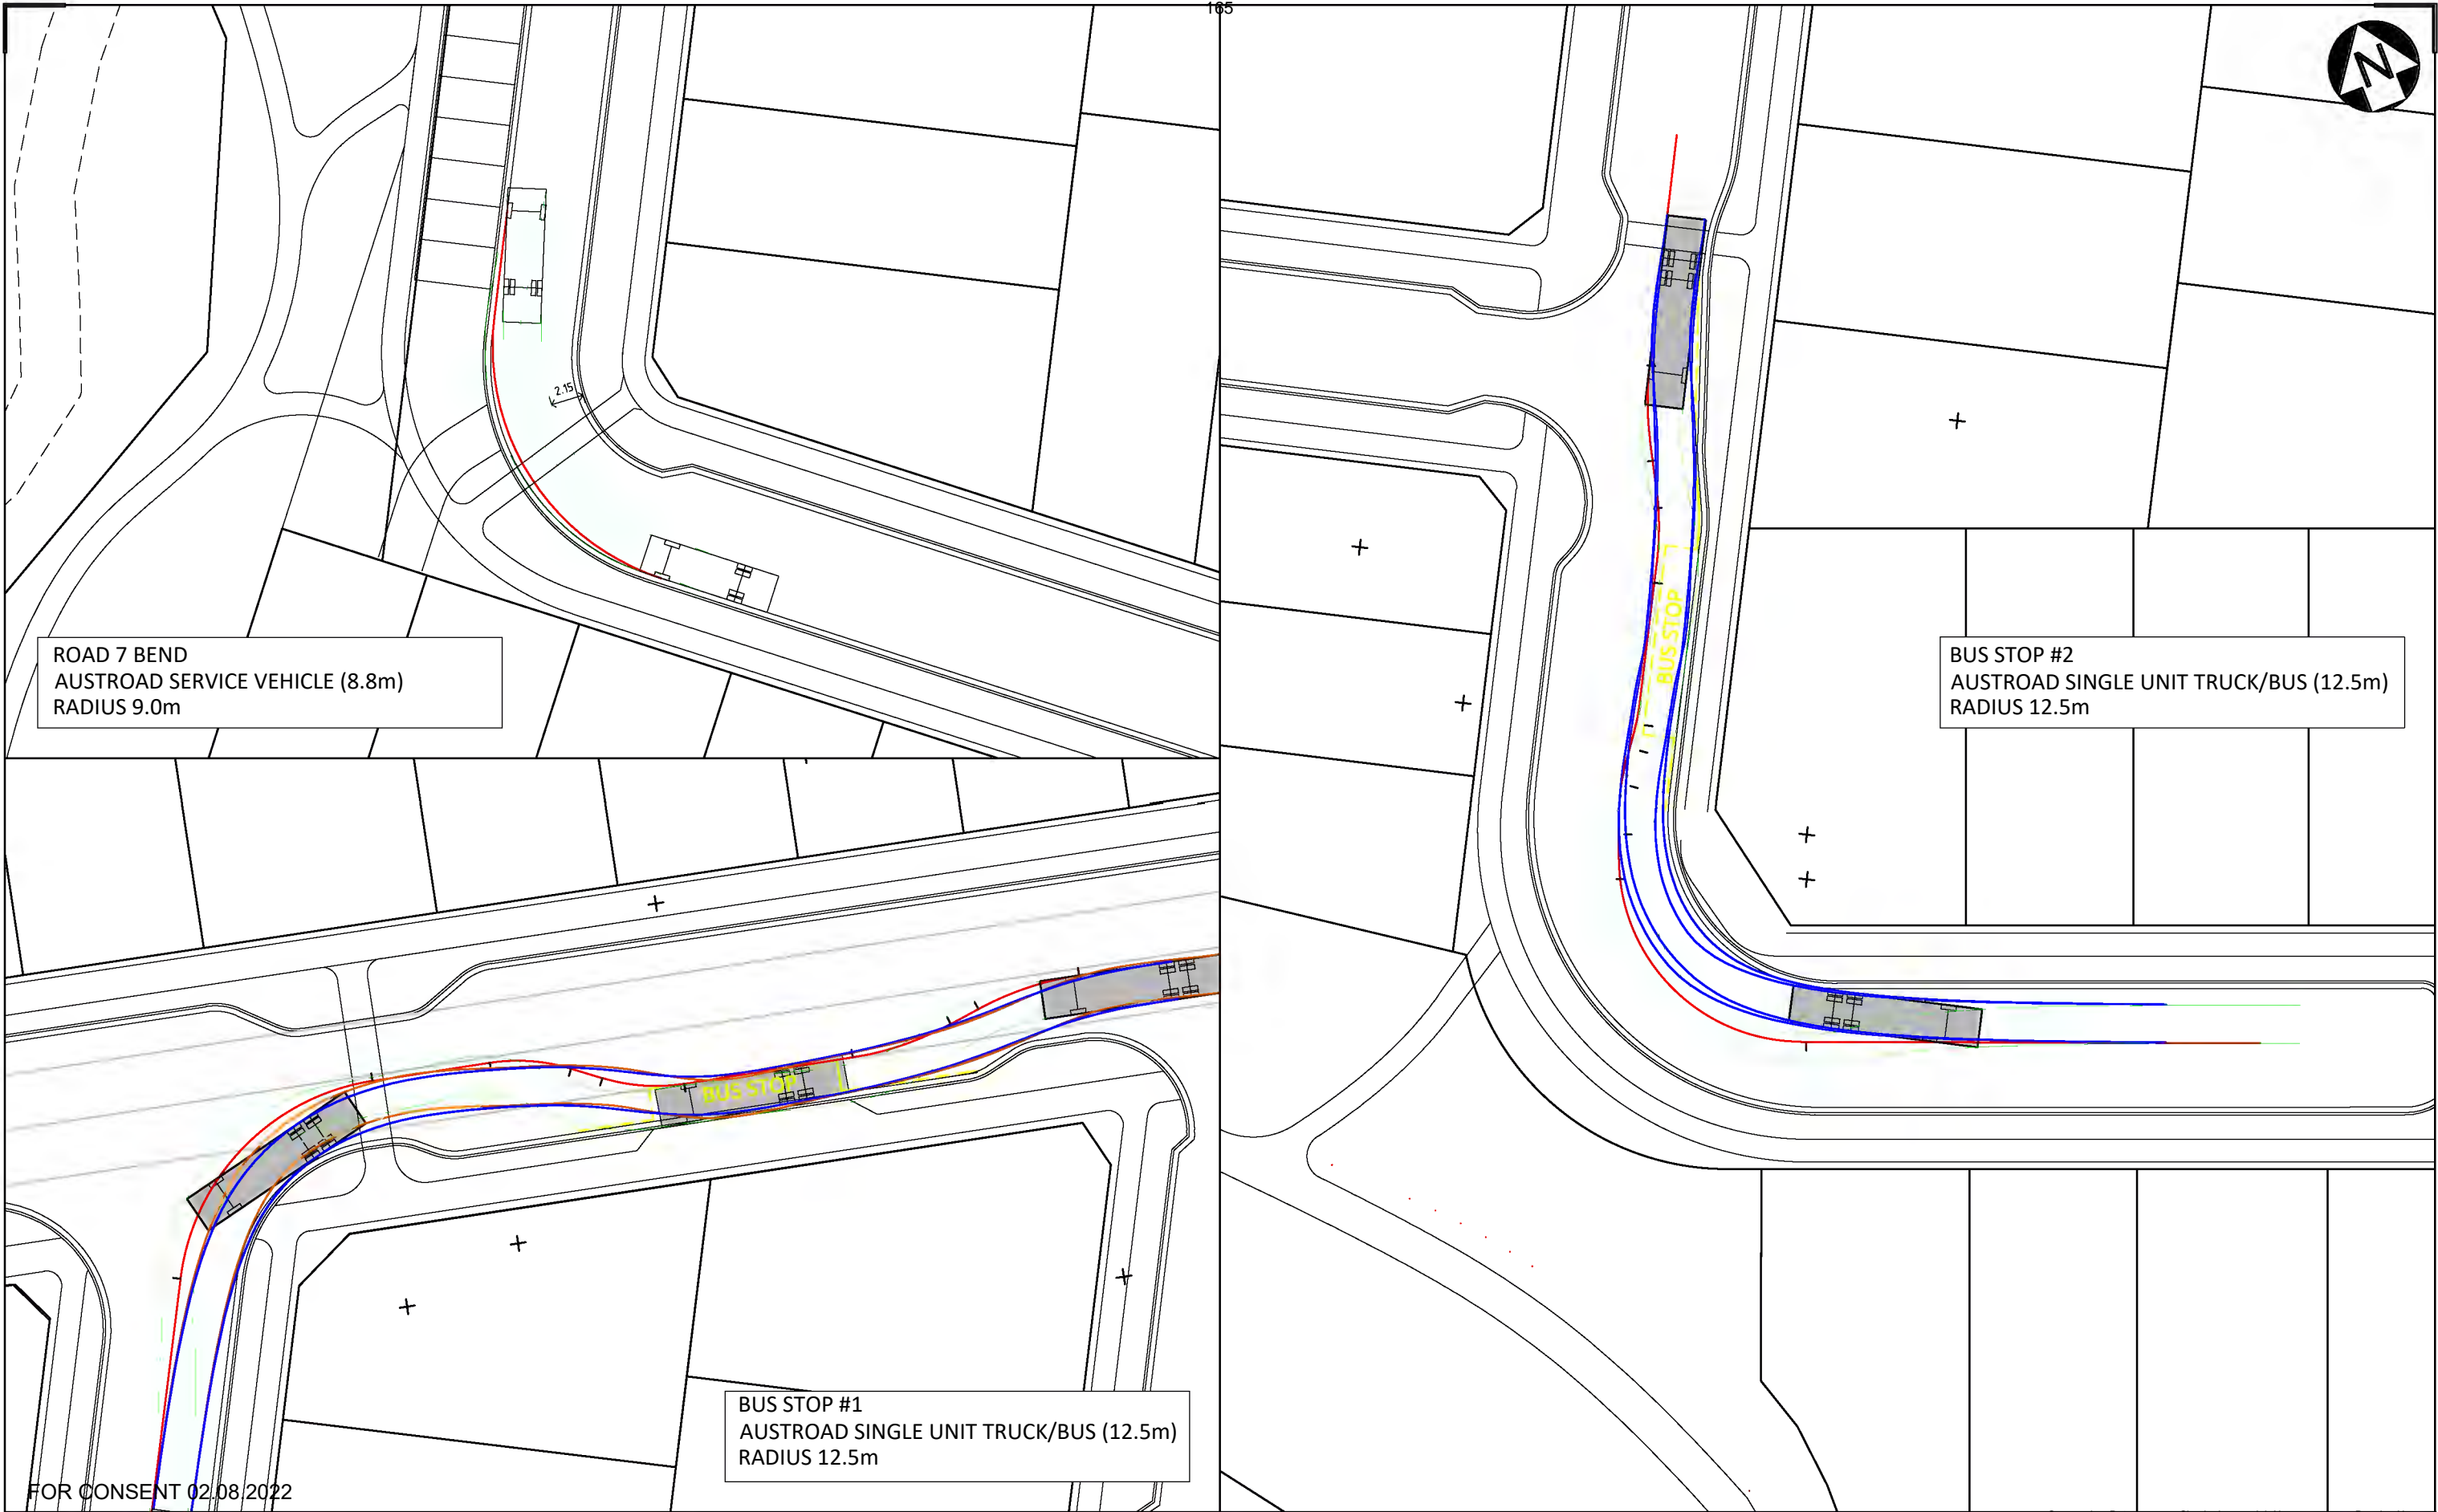 165
N
2.15
ROAD 7 BEND
AUSTROAD SERVICE VEHICLE (8.8m)
RADIUS 9.0m
BUS STOP
BUS STOP #2
AUSTROAD SINGLE UNIT TRUCK/BUS (12.5m)
RADIUS 12.5m
BUS STOP
BUS STOP #1
AUSTROAD SINGLE UNIT TRUCK/BUS (12.5m)
RADIUS 12.5m
FOR CONSENT 02.08.2022